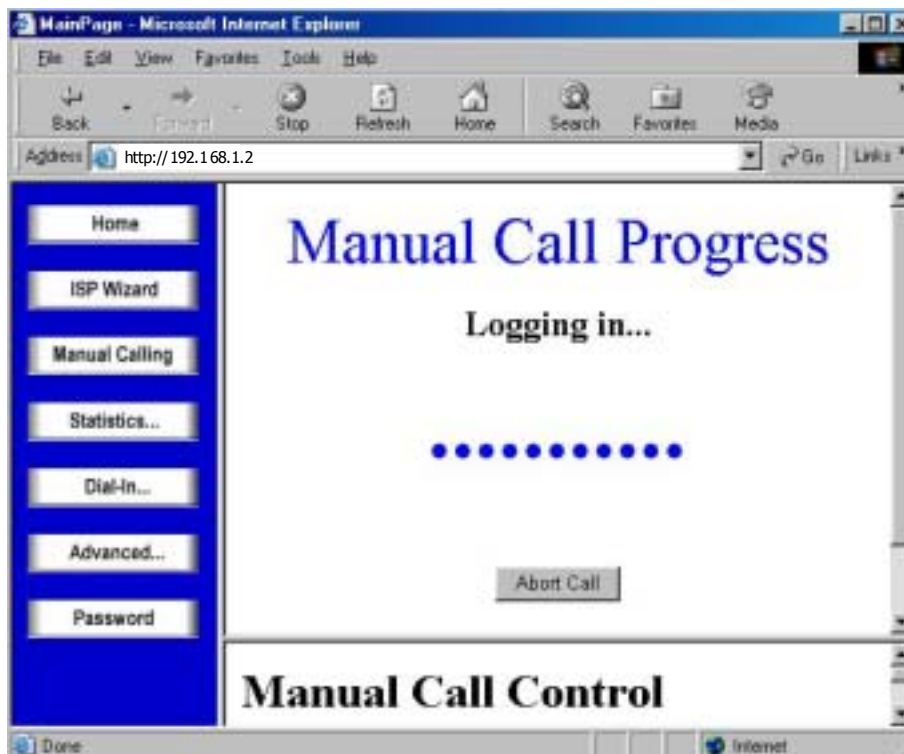 MainPage - Microsoft Internet Explorer
File Edit View Favorites Tools Help
Back Forward Stop Refresh Home Search Favorites Media
Address http://192.168.1.2 Go Links
Home
ISP Wizard
Manual Calling
Statistics...
Dial-In...
Advanced...
Password
Manual Call Progress
Logging in...
Abort Call
Manual Call Control
Done Internet